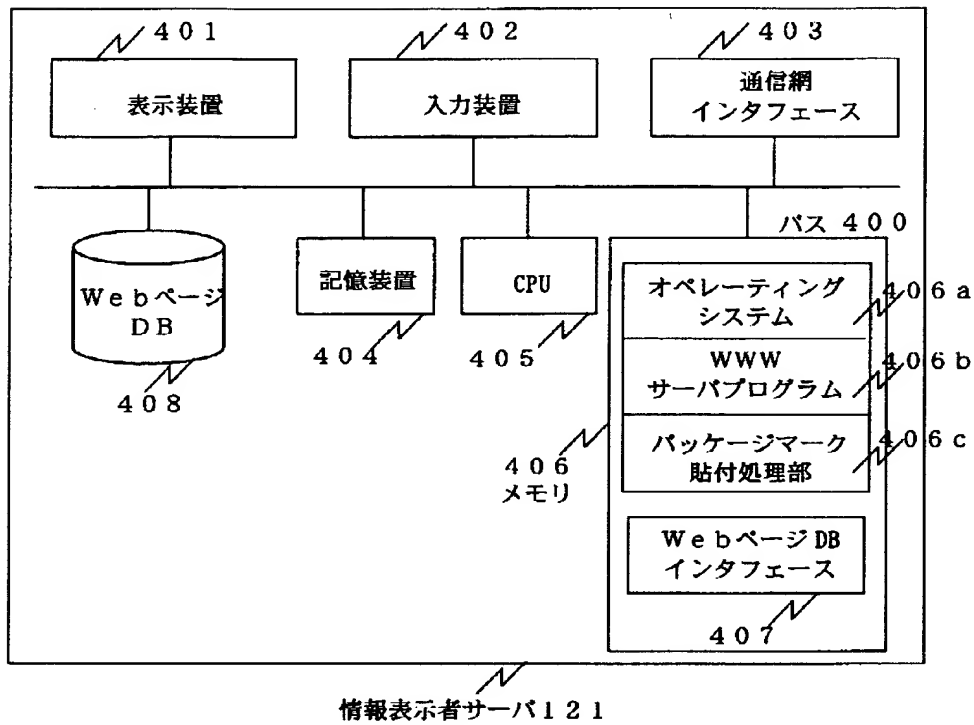 401
402
403
表示装置
入力装置
通信網
インタフェース
バス 400
Webページ
DB
408
記憶装置
404
CPU
405
オペレーティング
システム
406a
WWW
サーバプログラム
406b
パッケージマーク
貼付処理部
406c
406
メモリ
WebページDB
インタフェース
407
情報表示者サーバ121